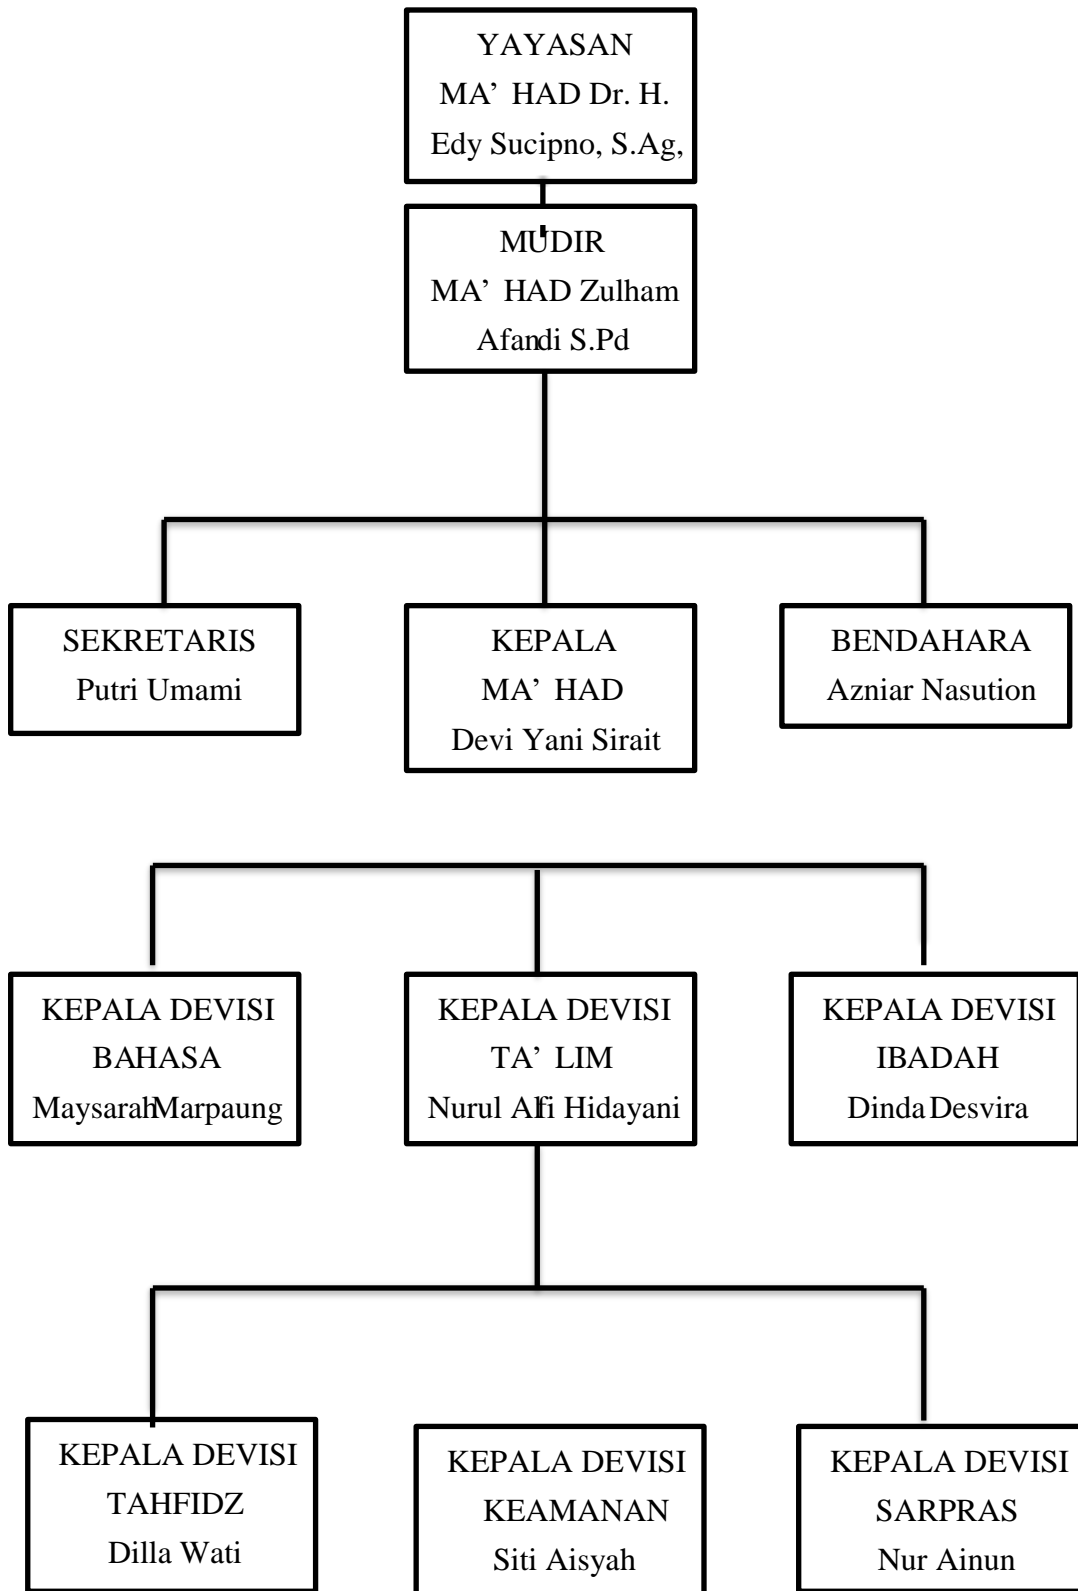 YAYASAN
MA’ HAD Dr. H.
Edy Sucipno, S.Ag,
MUDIR
MA’ HAD Zulham
Afandi S.Pd
SEKRETARIS
Putri Umami
KEPALA
MA’ HAD
Devi Yani Sirait
BENDAHARA
Azniar Nasution
KEPALA DEVISI
BAHASA
Maysarah Marpaung
KEPALA DEVISI
TA’ LIM
Nurul Alfi Hidayani
KEPALA DEVISI
IBADAH
Dinda Desvira
KEPALA DEVISI
TAHFIDZ
Dilla Wati
KEPALA DEVISI
KEAMANAN
Siti Aisyah
KEPALA DEVISI
SARPRAS
Nur Ainun